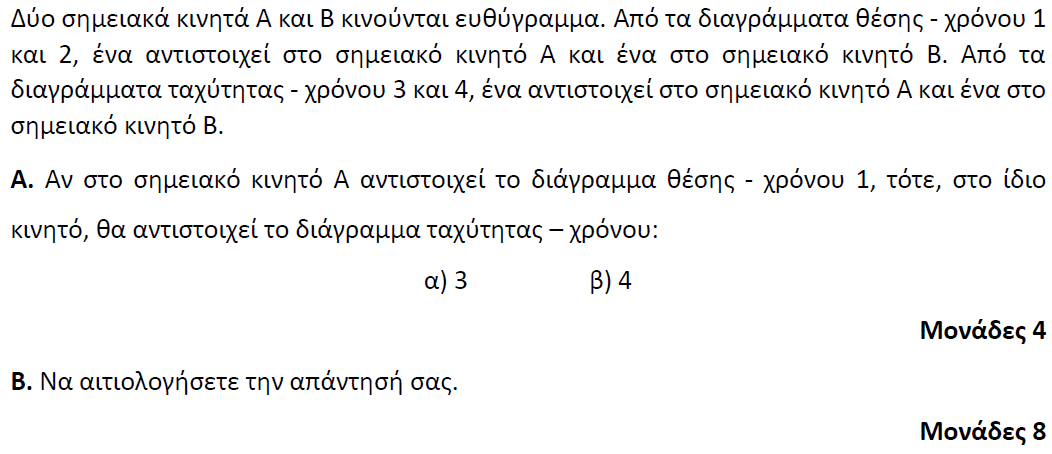 Δύο σημειακά κινητά Α και Β κινούνται ευθύγραμμα. Από τα διαγράμματα θέσης - χρόνου 1
και 2, ένα αντιστοιχεί στο σημειακό κινητό Α και ένα στο σημειακό κινητό Β. Από τα
διαγράμματα ταχύτητας - χρόνου 3 και 4, ένα αντιστοιχεί στο σημειακό κινητό Α και ένα στο
σημειακό κινητό Β.
Α. Αν στο σημειακό κινητό Α αντιστοιχεί το διάγραμμα θέσης - χρόνου 1, τότε, στο ίδιο
κινητό, θα αντιστοιχεί το διάγραμμα ταχύτητας – χρόνου:
α) 3 β) 4
Μονάδες 4
Β. Να αιτιολογήσετε την απάντησή σας.
Μονάδες 8